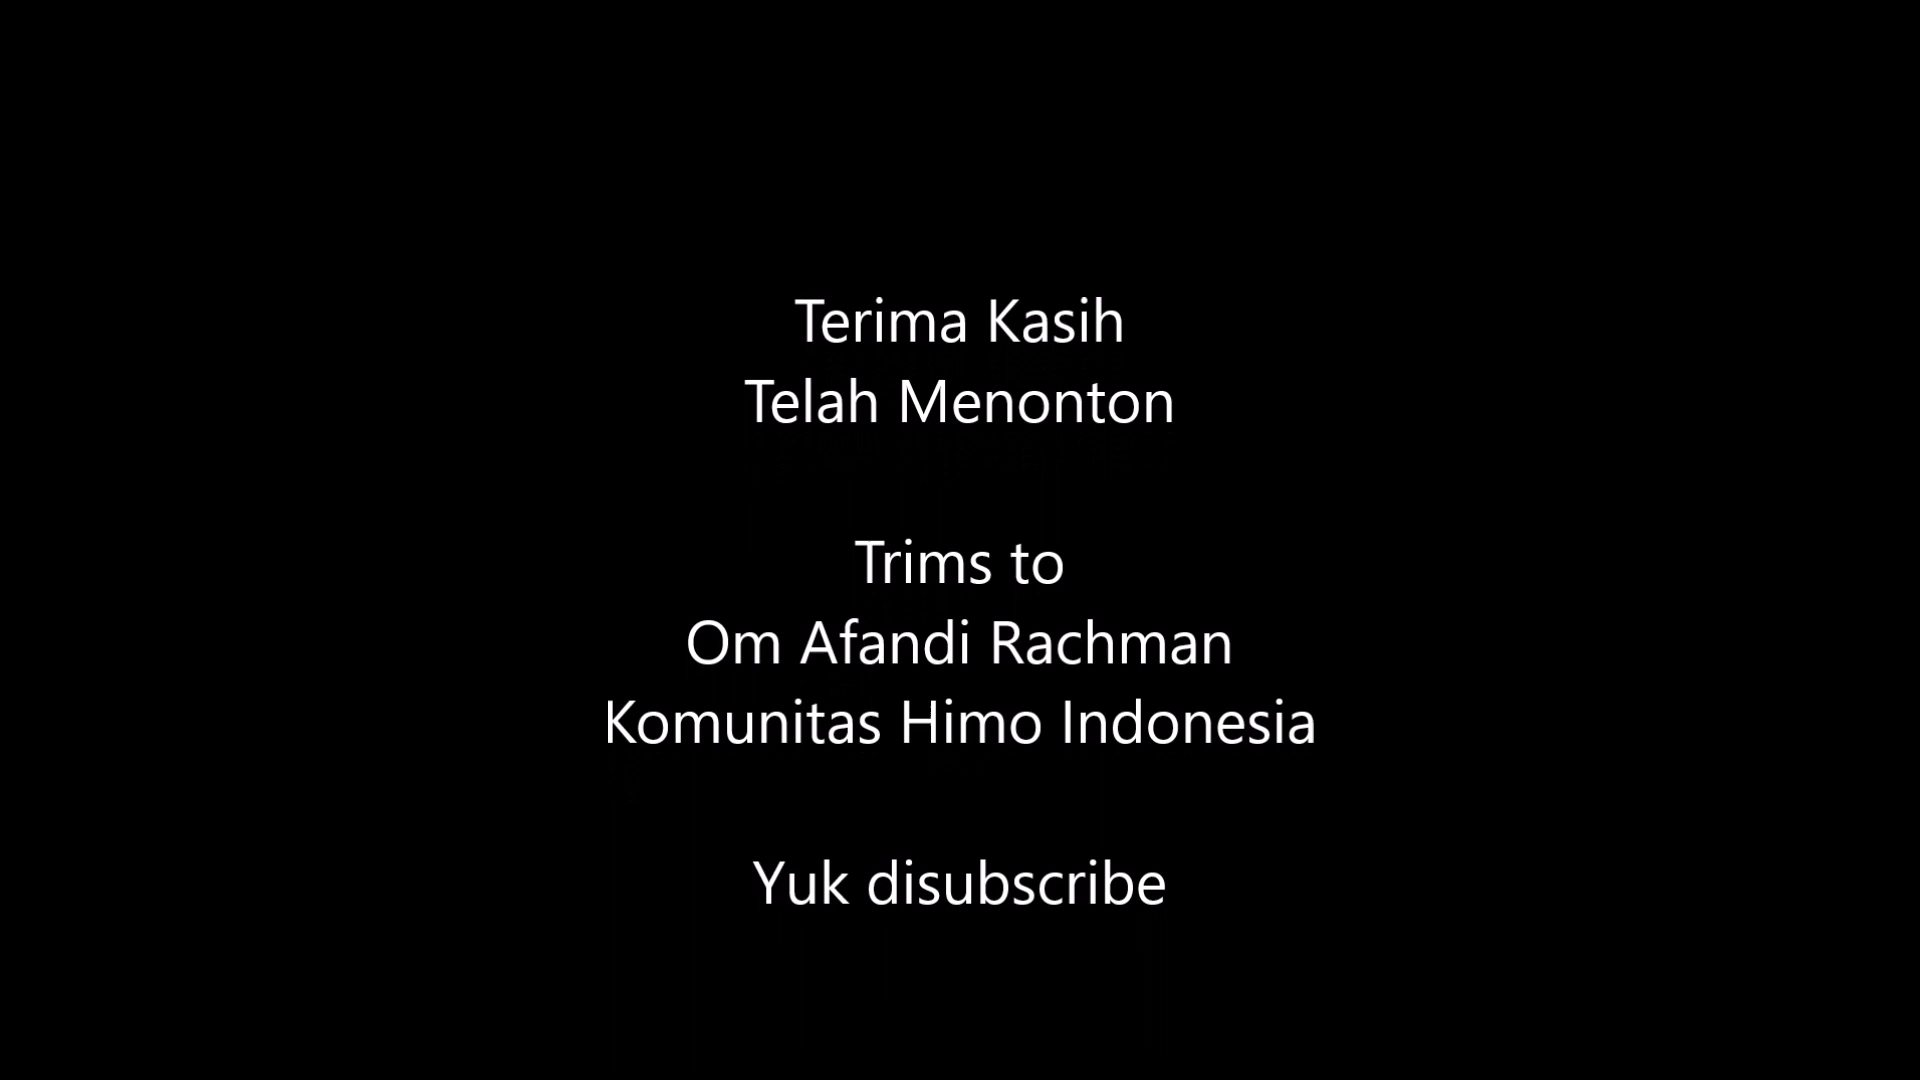 Terima Kasih
Telah Menonton
Trims to
Om Afandi Rachman
Komunitas Himo Indonesia
Yuk disubscribe